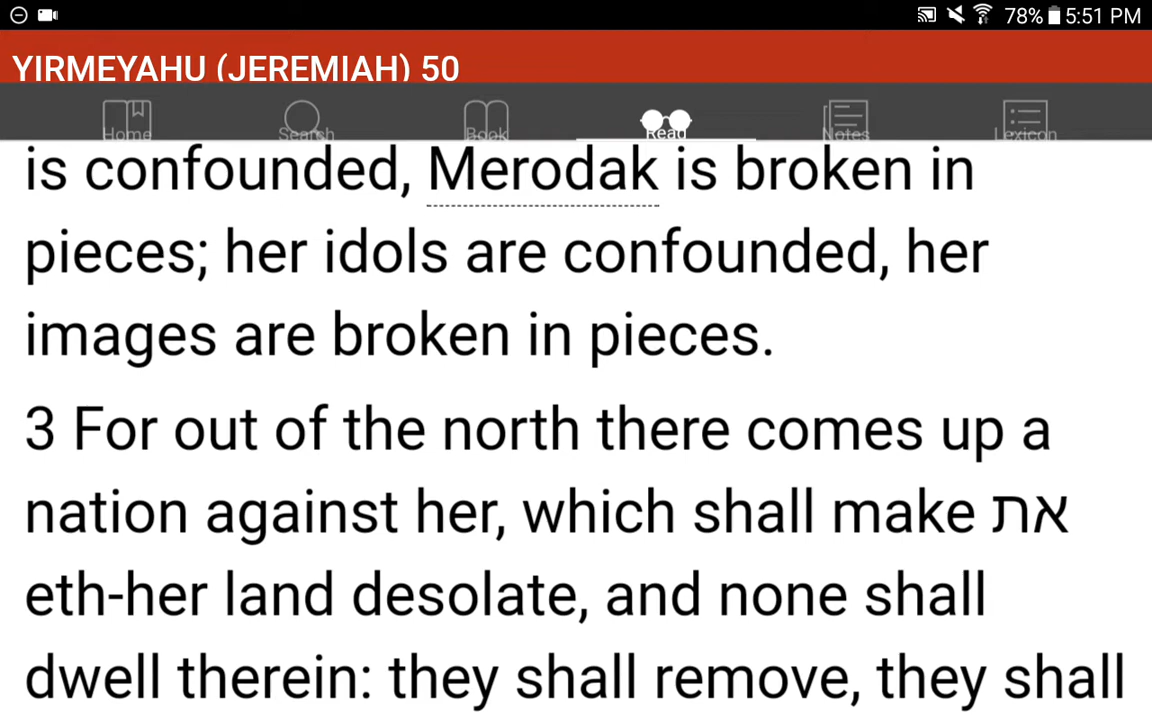 78% 5:51 PM
YIRMEYAHU (JEREMIAH) 50
Home Search Book Read Notes Lexicon
is confounded, Merodak is broken in
pieces; her idols are confounded, her
images are broken in pieces.
3 For out of the north there comes up a
nation against her, which shall make את
eth-her land desolate, and none shall
dwell therein: they shall remove, they shall